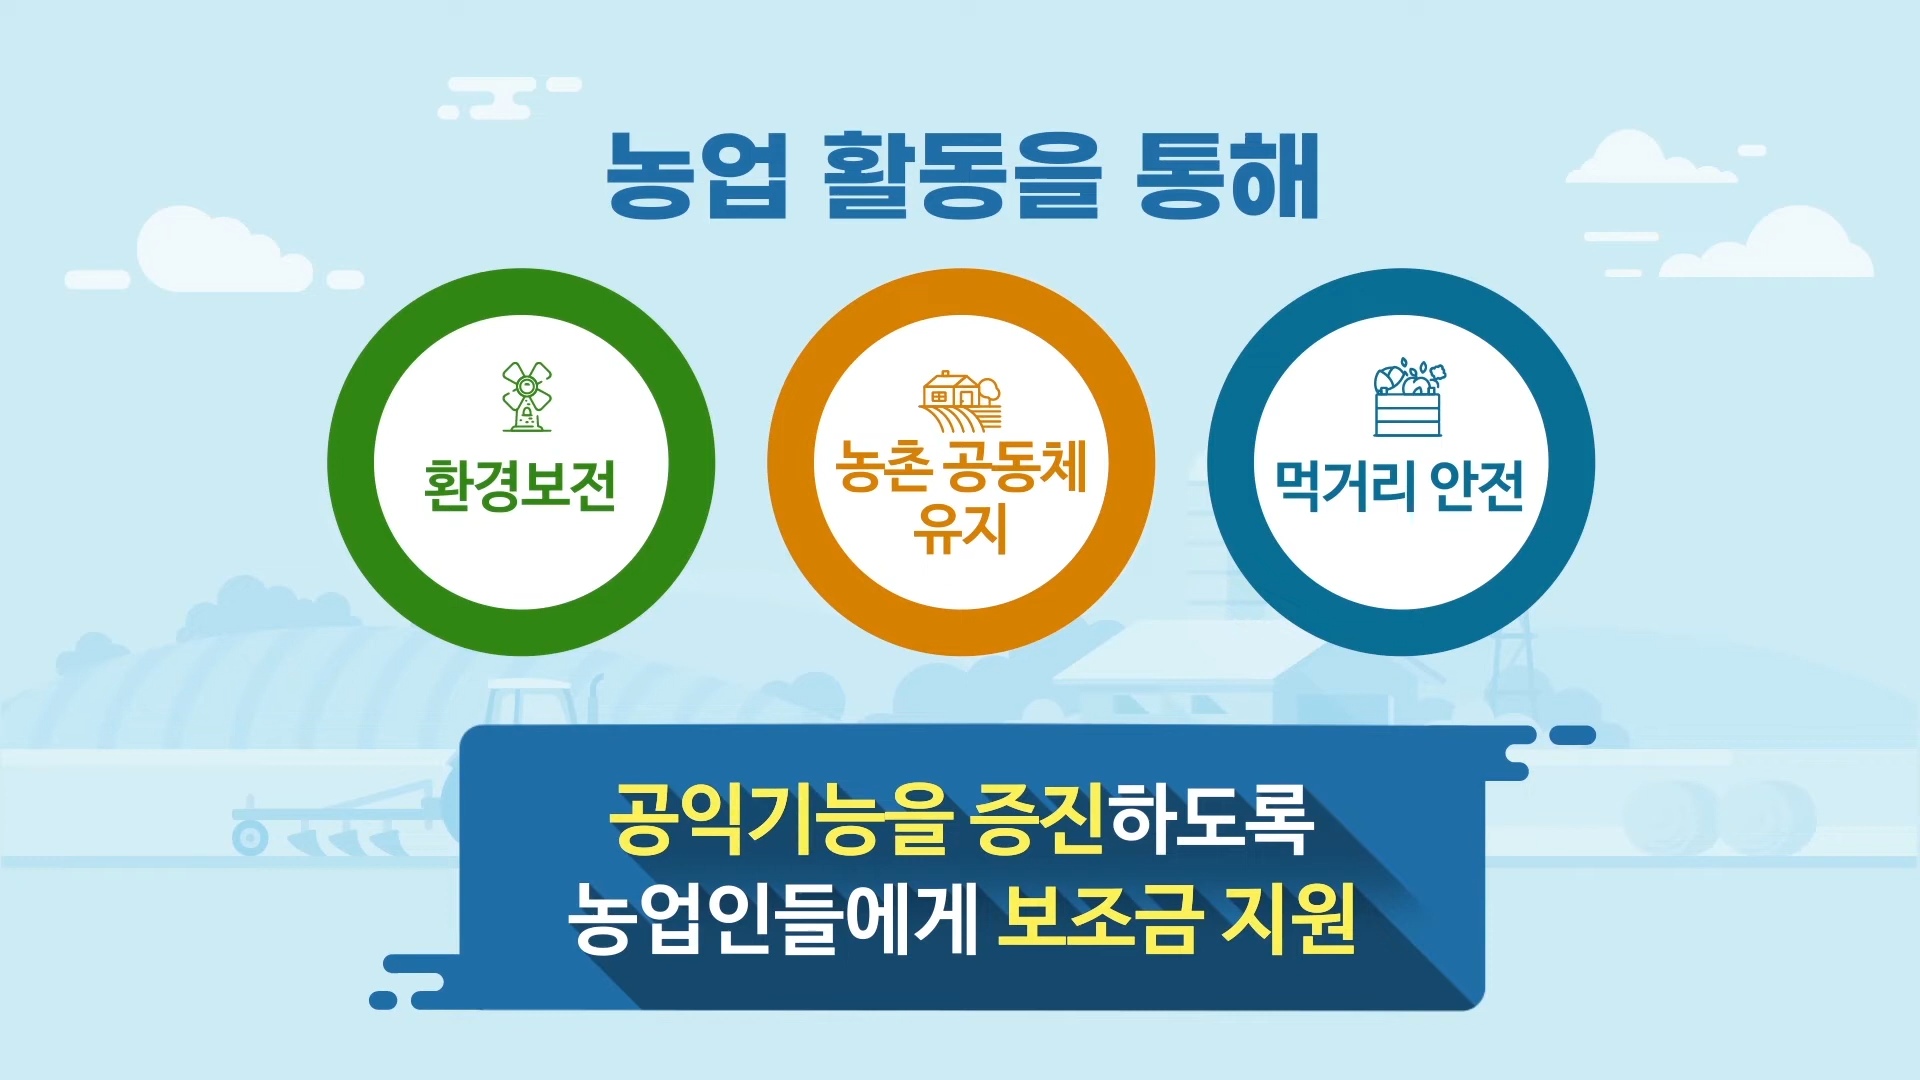 농업 활동을 통해
환경보전
농촌 공동체
유지
먹거리 안전
공익기능을 증진하도록
농업인들에게 보조금 지원